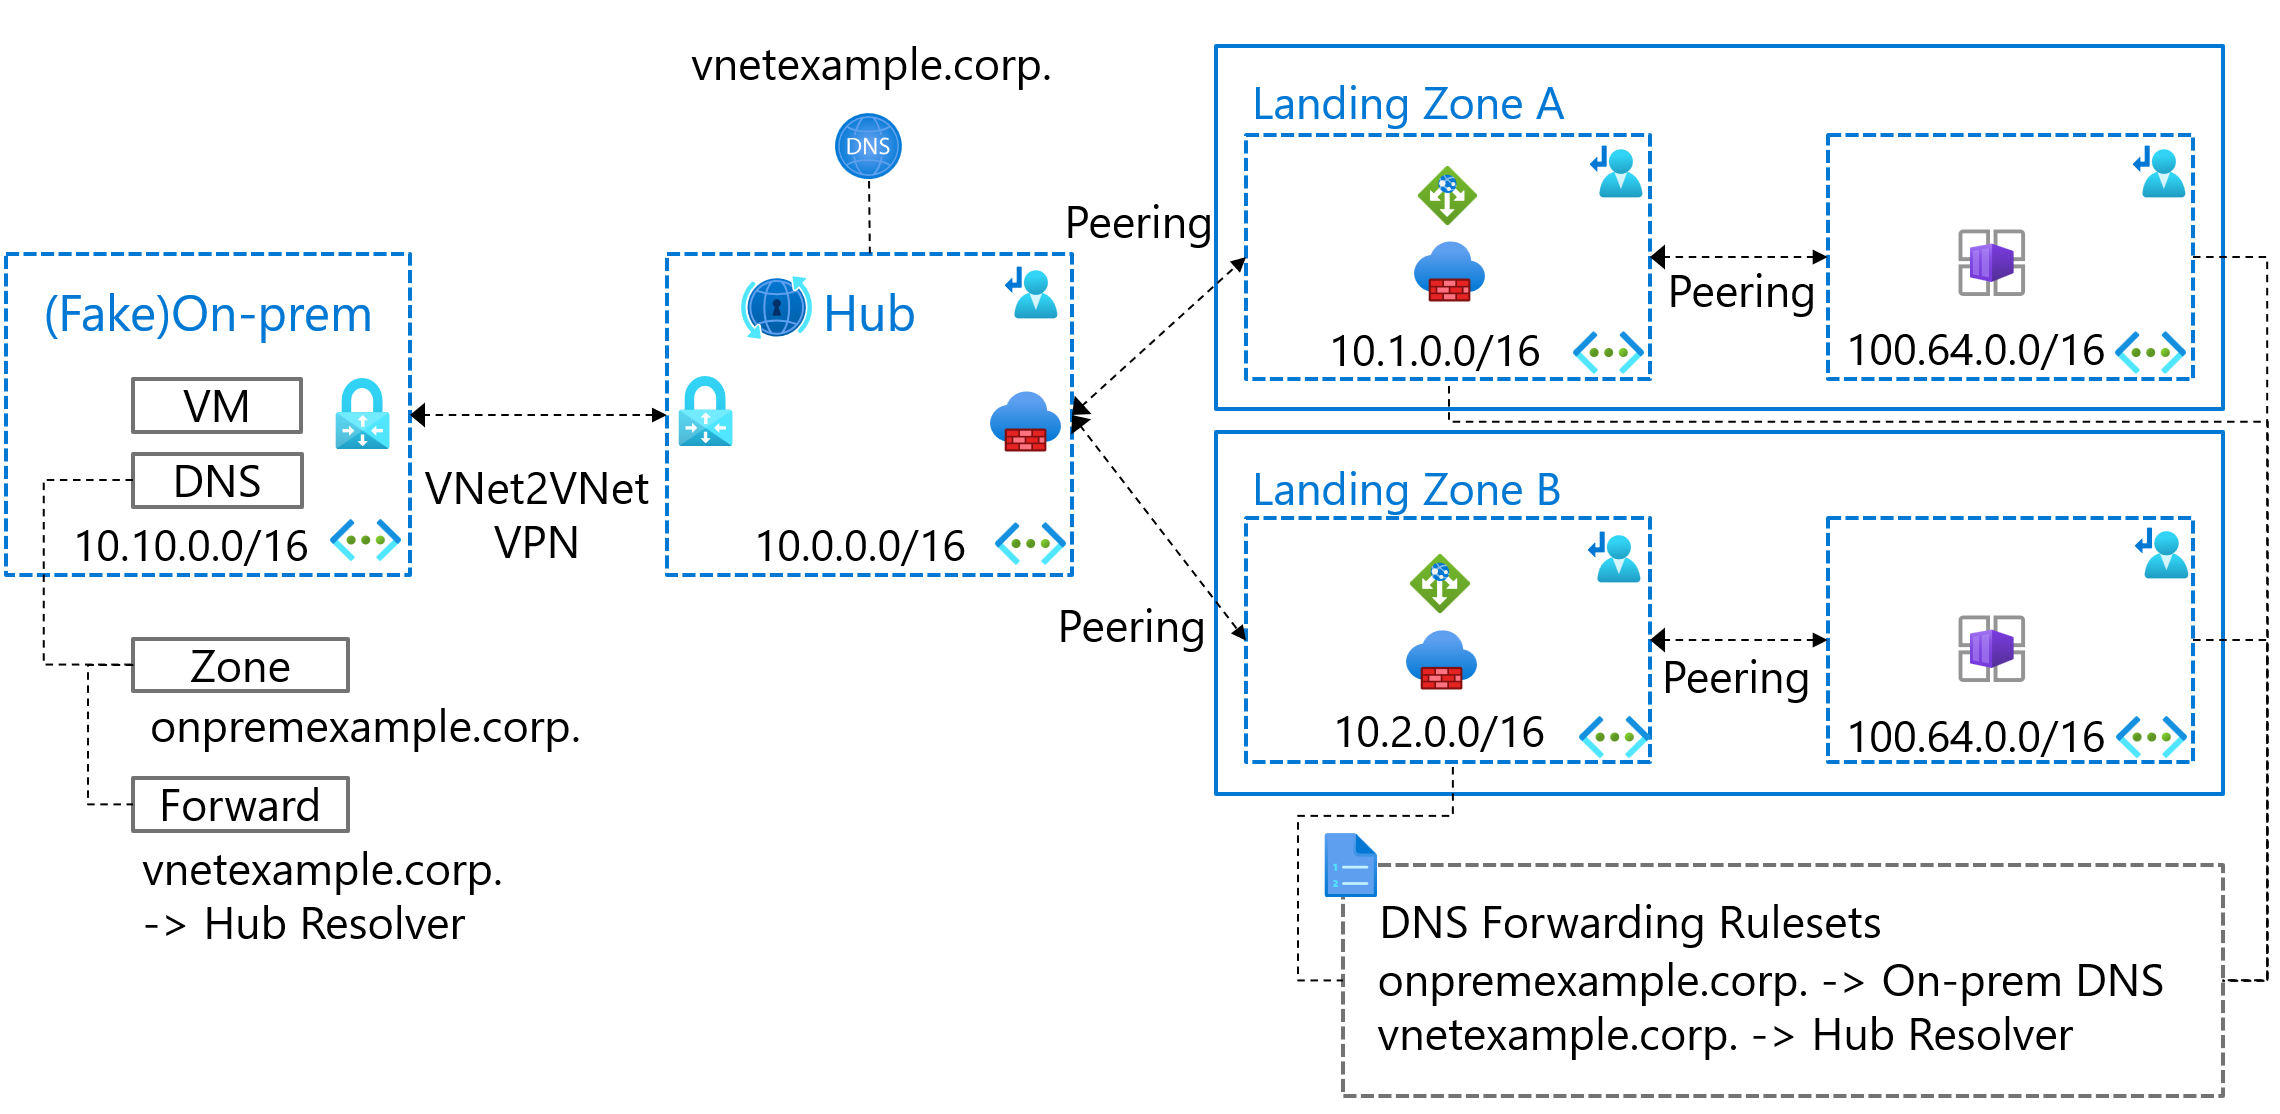 vnetexample.corp.
DNS
(Fake)On-prem
VM
DNS
10.10.0.0/16
Zone
onpremexample.corp.
Forward
vnetexample.corp.
-> Hub Resolver
VNet2VNet
VPN
Hub
10.0.0.0/16
Peering
Peering
Landing Zone A
10.1.0.0/16
Peering
100.64.0.0/16
Landing Zone B
10.2.0.0/16
Peering
100.64.0.0/16
1
2
DNS Forwarding Rulesets
onpremexample.corp. -> On-prem DNS
vnetexample.corp. -> Hub Resolver